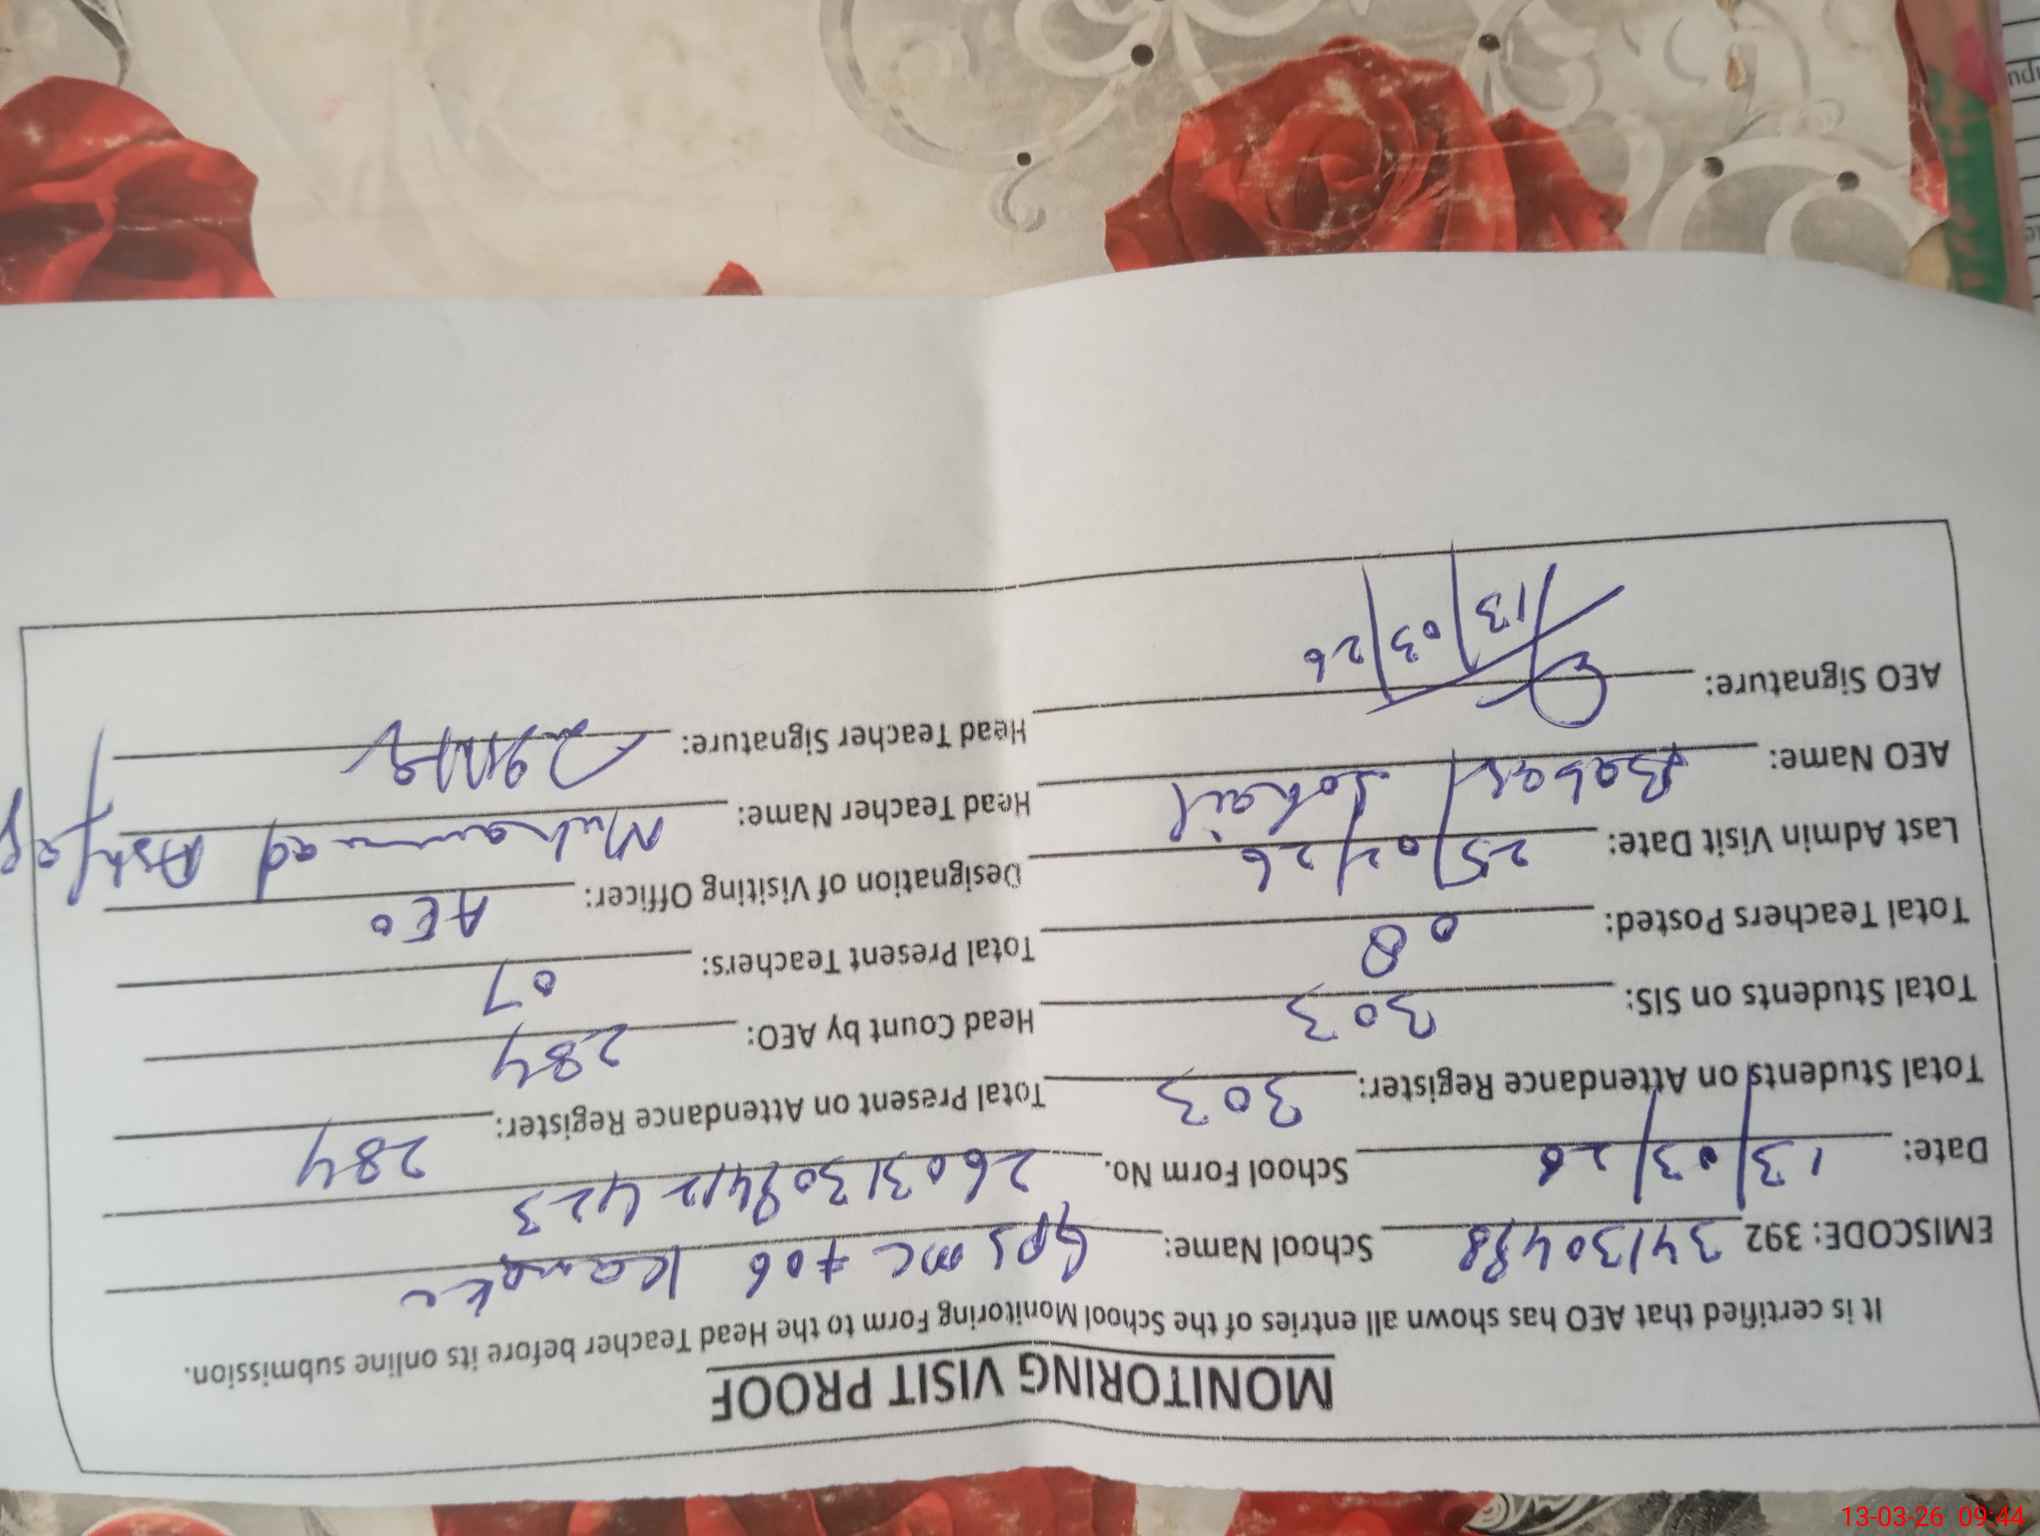 MONITORING VISIT PROOF
It is certified that AEO has shown all entries of the School Monitoring Form to the Head Teacher before its online submission.
EMISCODE: 392 34130488 School Name: GPS MC #06 Kamoke
Date: 13/03/26 School Form No. 2603130
Total Students on Attendance Register: 303 Total Present on Attendance Register: 284
Total Students on SIS: 303 Head Count by AEO: 284
Total Teachers Posted: 08 Total Present Teachers: 07
Last Admin Visit Date: 25/02/26 Designation of Visiting Officer: AEO
AEO Name: Babar Sohail Head Teacher Name: Muhammad Ashfaq
AEO Signature: 13/03/26 Head Teacher Signature:
13-03-26 09:44